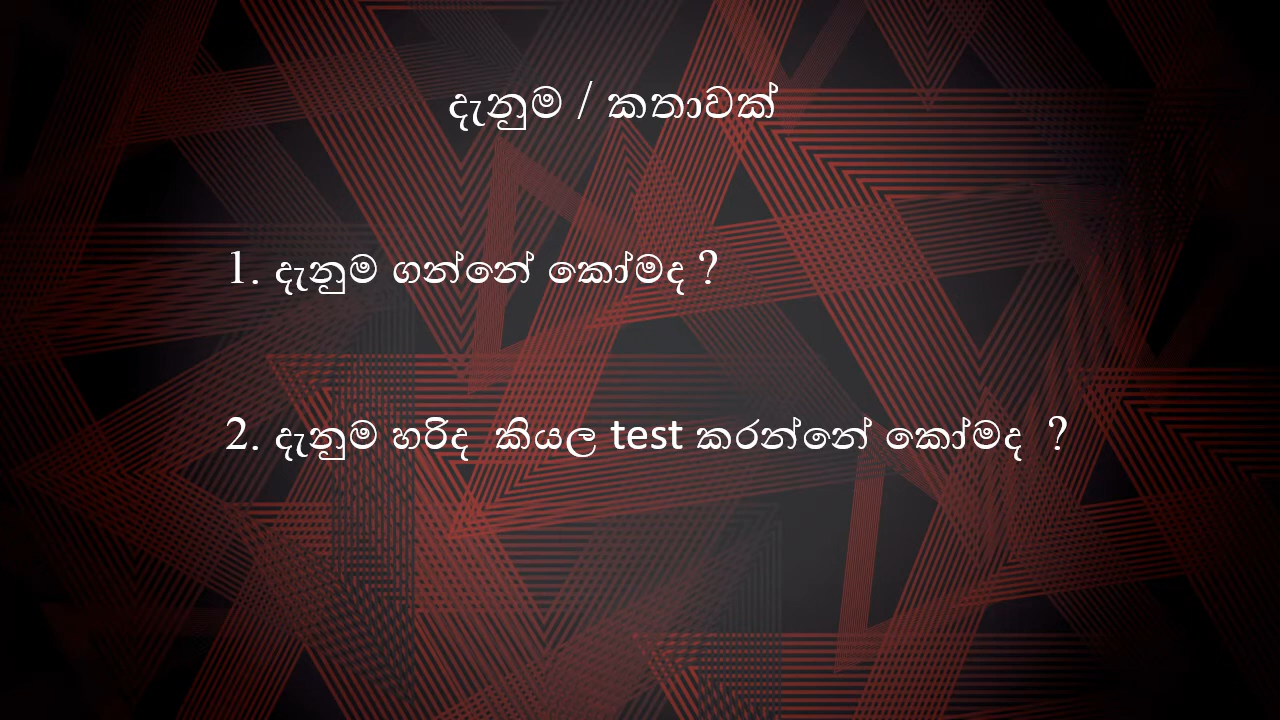 දැනුම / කතාවක්
1. දැනුම ගන්නේ කෝමද ?
2. දැනුම හරිද  කියල test කරන්නේ කෝමද  ?